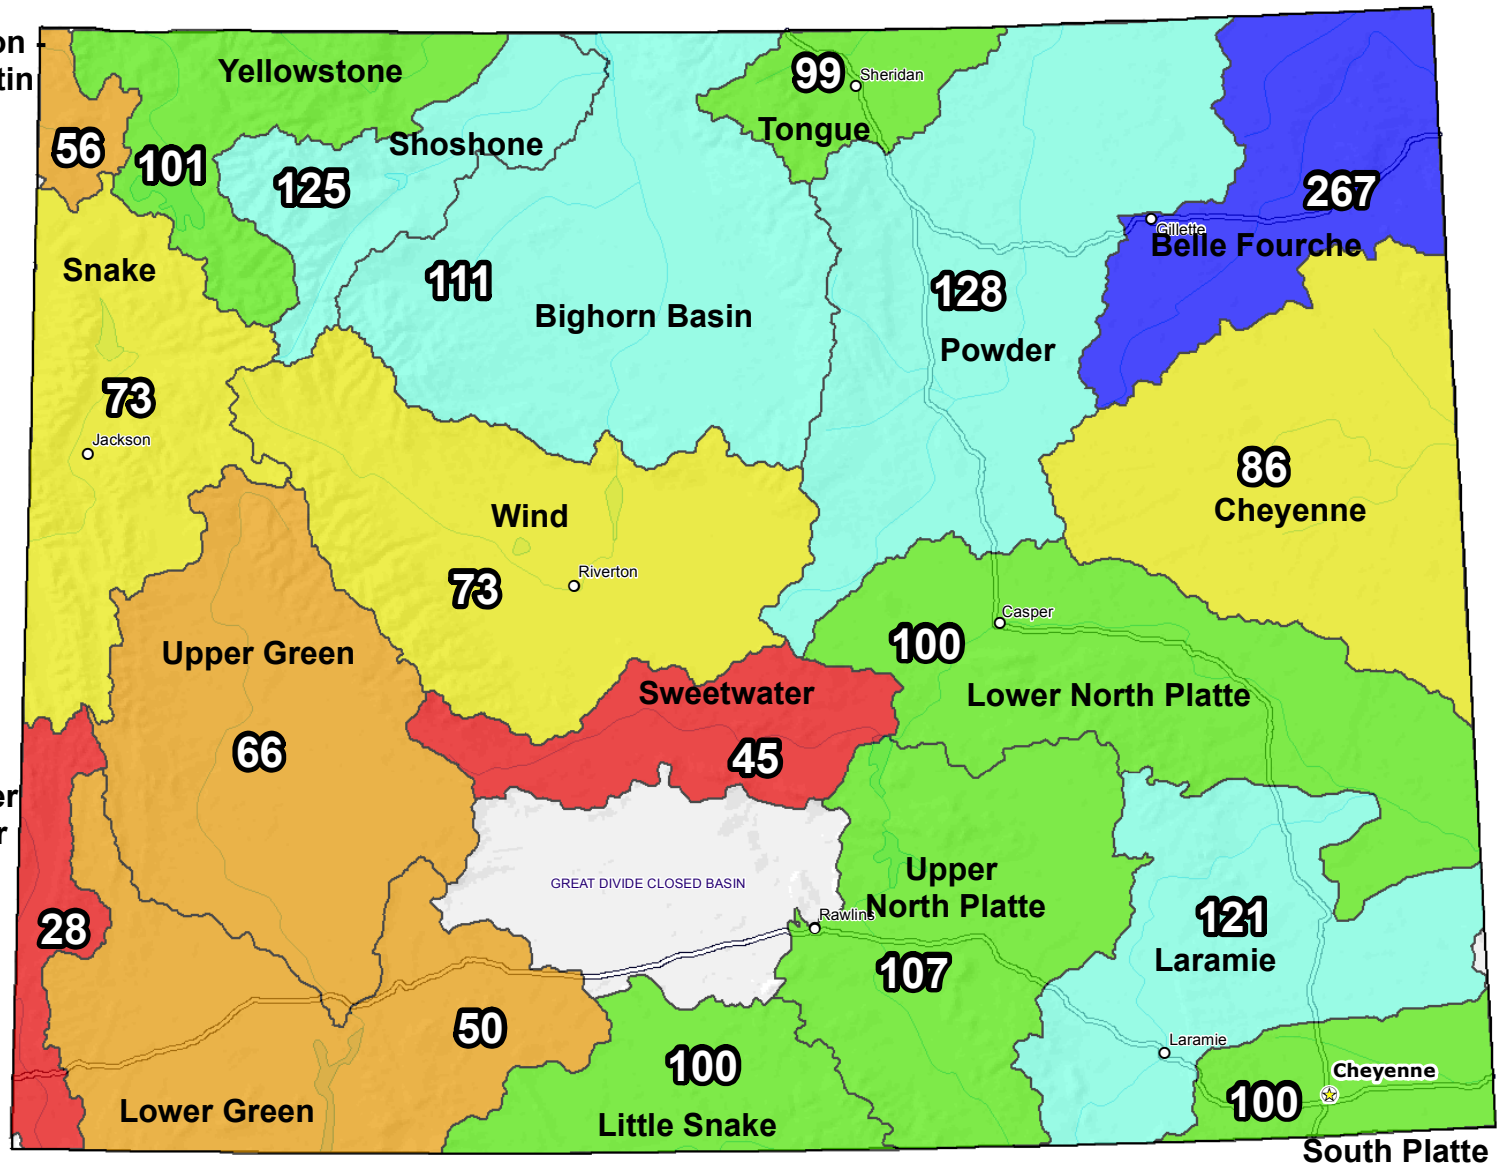 Yellowstone
99
Sheridan
Tongue
56
101
Shoshone
125
267
Gillette
Belle Fourche
Snake
111
Bighorn Basin
128
Powder
73
Jackson
86
Cheyenne
Wind
73
Riverton
Casper
100
Upper Green
Lower North Platte
Sweetwater
66
45
GREAT DIVIDE CLOSED BASIN
Upper
North Platte
Rawlins
28
121
Laramie
107
50
Laramie
100
Cheyenne
100
Lower Green
Little Snake
South Platte